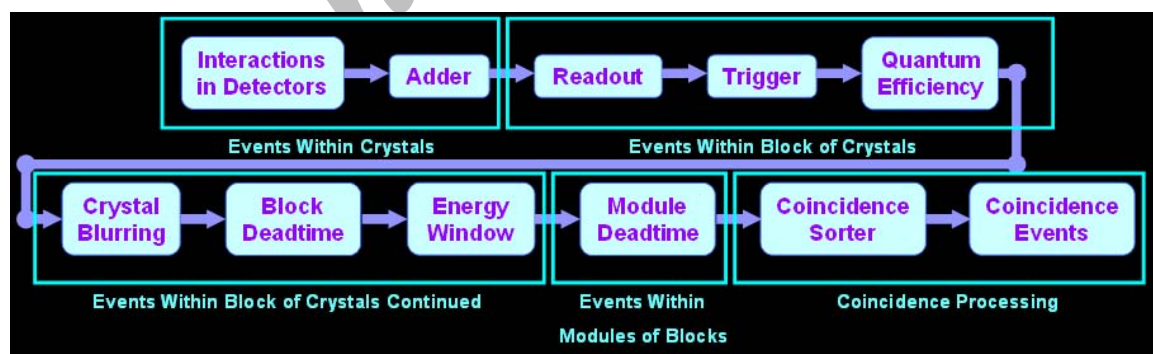 Interactions
in Detectors
Adder
Readout
Trigger
Quantum
Efficiency
Events Within Crystals
Events Within Block of Crystals
Crystal
Blurring
Block
Deadtime
Energy
Window
Module
Deadtime
Coincidence
Sorter
Coincidence
Events
Events Within Block of Crystals Continued
Events Within
Modules of Blocks
Coincidence Processing